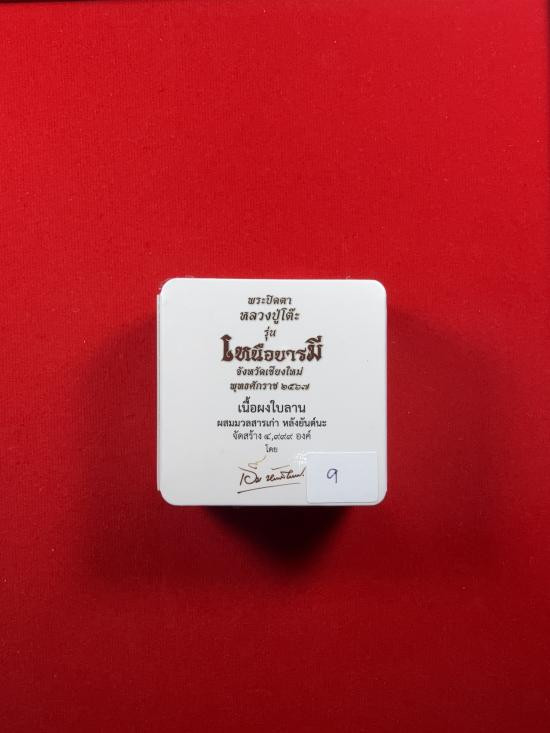 พระปิดตา
หลวงปู่โต๊ะ
รุ่น
เหนือบารมี
จังหวัดเชียงใหม่
พุทธศักราช ๒๕๖๗
เนื้อผงใบลาน
ผสมมวลสารเก่า หลังยันต์นะ
จัดสร้าง ๔,๙๙๙ องค์
โดย
9